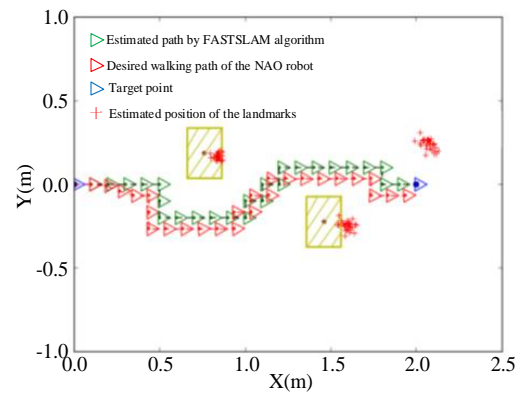 1.0
Estimated path by FASTSLAM algorithm
Desired walking path of the NAO robot
Target point
Estimated position of the landmarks
0.5
Y(m)
0.0
-0.5
-1.0
0.0 0.5 1.0 1.5 2.0 2.5
X(m)